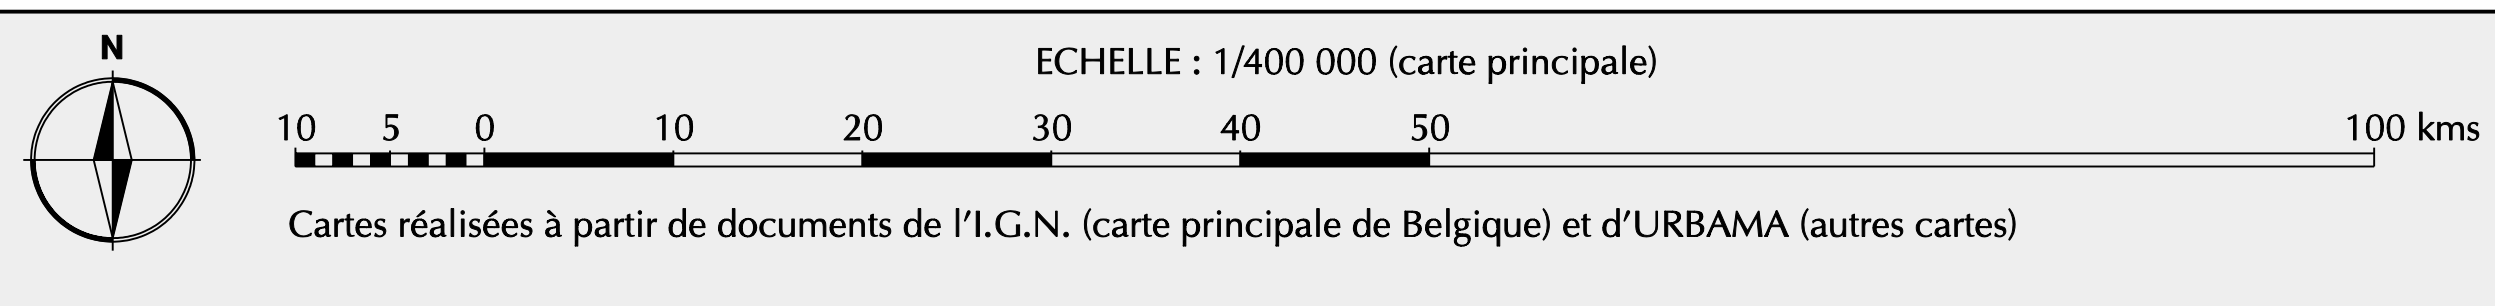 N
ECHELLE : 1/400 000 (carte principale)
10 5 0 10 20 30 40 50 100 kms
Cartes réalisées à partir de documents de l'I.G.N. (carte principale de Belgique) et d'URBAMA (autres cartes)